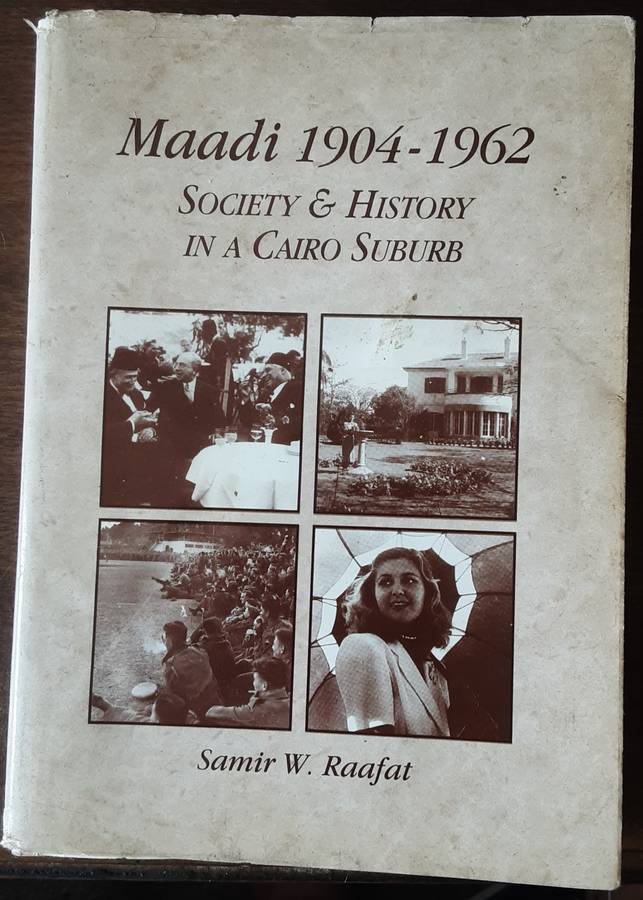 Maadi 1904-1962
SOCIETY & HISTORY
IN A CAIRO SUBURB
Samir W. Raafat